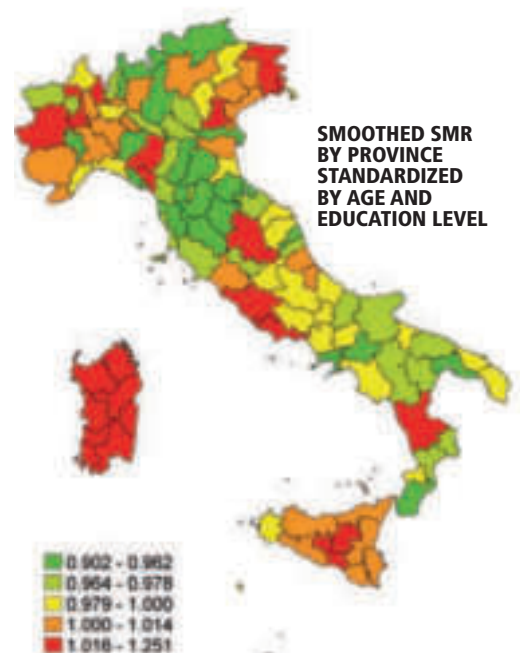 SMOOTHED SMR
BY PROVINCE
STANDARDIZED
BY AGE AND
EDUCATION LEVEL
0.902 - 0.962
0.964 - 0.978
0.979 - 1.000
1.000 - 1.014
1.016 - 1.251